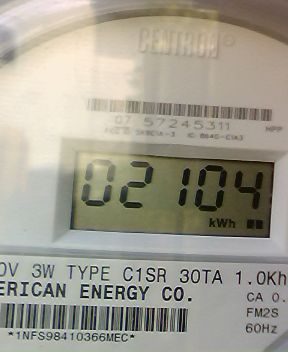 CENTRON®
07 57245311 MPP
02104
kWh
0V 3W TYPE C1SR 30TA 1.0Kh
ERICAN ENERGY CO.
CA 0.
FM2S
60Hz
*1NFS98410366MEC*